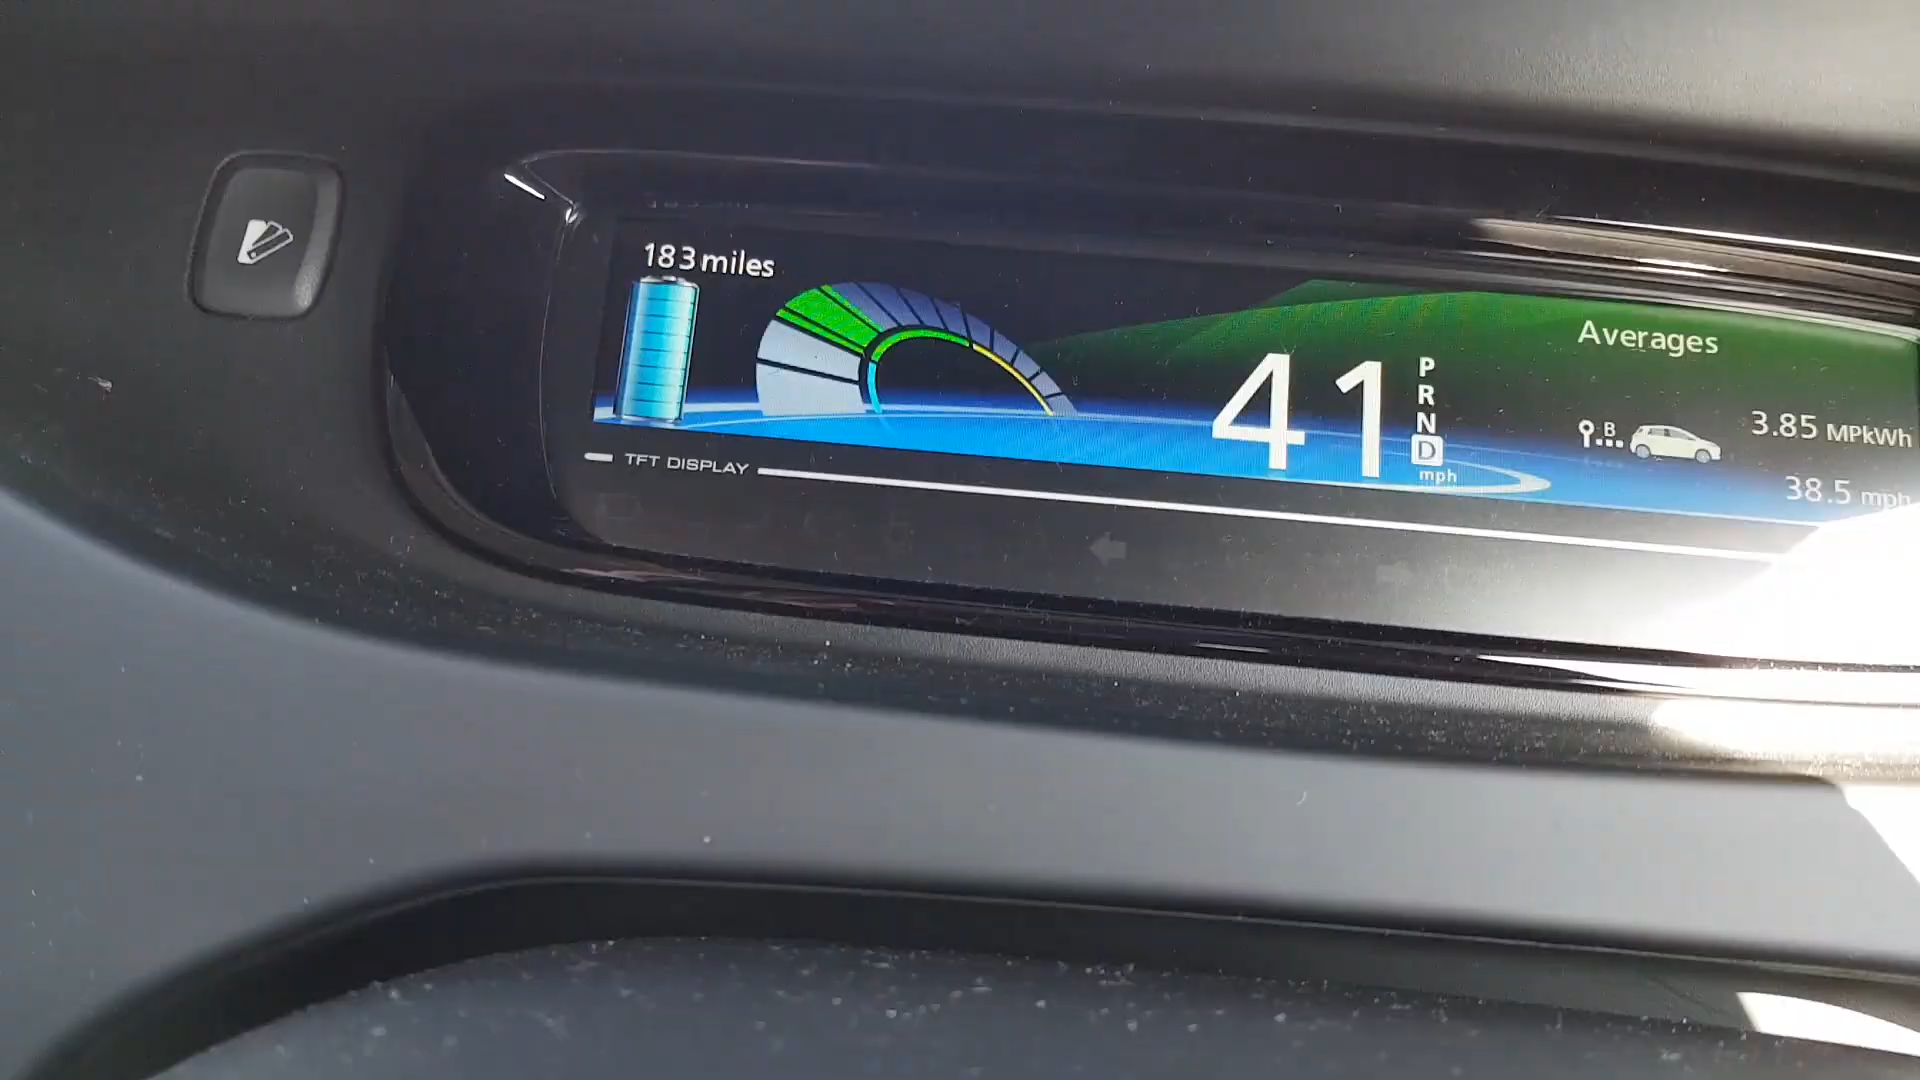 183 miles
Averages
41
P
R
N
D
mph
B
3.85 MPkWh
38.5 mph
TFT DISPLAY